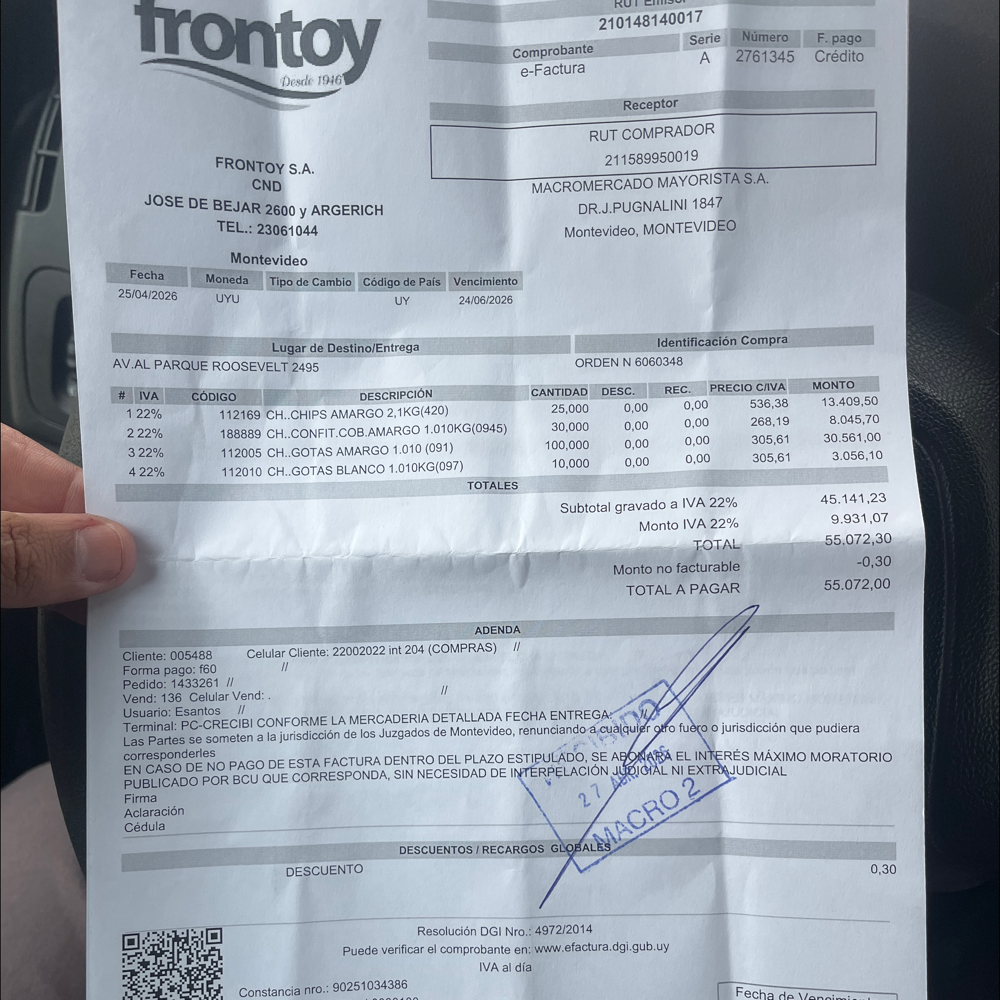 frontoy
Desde 1946
RUT Emisor
210148140017
Comprobante Serie Número F. pago
e-Factura A 2761345 Crédito
Receptor
RUT COMPRADOR
211589950019
MACROMERCADO MAYORISTA S.A.
DR.J.PUGNALINI 1847
Montevideo, MONTEVIDEO
FRONTOY S.A.
CND
JOSE DE BEJAR 2600 y ARGERICH
TEL.: 23061044
Montevideo
Fecha Moneda Tipo de Cambio Código de País Vencimiento
25/04/2026 UYU UY 24/06/2026
Lugar de Destino/Entrega Identificación Compra
AV.AL PARQUE ROOSEVELT 2495 ORDEN N 6060348
# IVA CÓDIGO DESCRIPCIÓN CANTIDAD DESC. REC. PRECIO C/IVA MONTO
1 22% 112169 CH..CHIPS AMARGO 2,1KG(420) 25,000 0,00 0,00 536,38 13.409,50
2 22% 188889 CH..CONFIT.COB.AMARGO 1.010KG(0945) 30,000 0,00 0,00 268,19 8.045,70
3 22% 112005 CH..GOTAS AMARGO 1.010 (091) 100,000 0,00 0,00 305,61 30.561,00
4 22% 112010 CH..GOTAS BLANCO 1.010KG(097) 10,000 0,00 0,00 305,61 3.056,10
TOTALES
Subtotal gravado a IVA 22% 45.141,23
Monto IVA 22% 9.931,07
TOTAL 55.072,30
Monto no facturable -0,30
TOTAL A PAGAR 55.072,00
ADENDA
Cliente: 005488 Celular Cliente: 22002022 int 204 (COMPRAS) //
Forma pago: f60 //
Pedido: 1433261 //
Vend: 136 Celular Vend: . //
Usuario: Esantos //
Terminal: PC-CRECIBI CONFORME LA MERCADERIA DETALLADA FECHA ENTREGA: //
Las Partes se someten a la jurisdicción de los Juzgados de Montevideo, renunciando a cualquier otro fuero o jurisdicción que pudiera
corresponderles
EN CASO DE NO PAGO DE ESTA FACTURA DENTRO DEL PLAZO ESTIPULADO, SE ABONARA EL INTERÉS MÁXIMO MORATORIO
PUBLICADO POR BCU QUE CORRESPONDA, SIN NECESIDAD DE INTERPELACIÓN JUDICIAL NI EXTRAJUDICIAL
Firma
Aclaración
Cédula
RECIBIDO
27 ABR 2026
MACRO 2
DESCUENTOS / RECARGOS GLOBALES
DESCUENTO 0,30
Resolución DGI Nro.: 4972/2014
Puede verificar el comprobante en: www.efactura.dgi.gub.uy
IVA al día
Constancia nro.: 90251034386
Fecha de Vencimiento